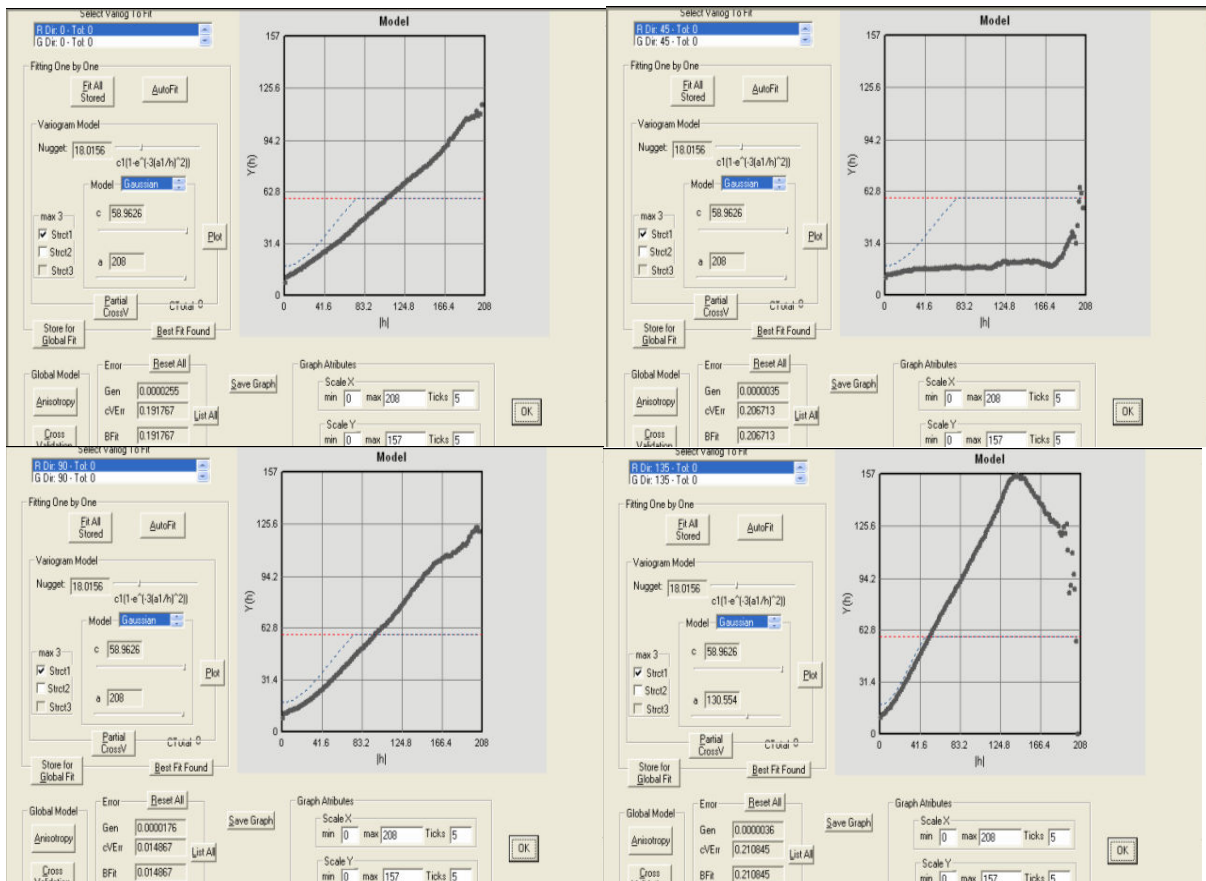 Select Variog To Fit
R Dir: 0 - Tol: 0
G Dir: 0 - Tol: 0
Fitting One by One
Fit All
Stored
AutoFit
Variogram Model
Nugget: 18.0156
c1(1-e^(-3(a1/h)^2))
Model Gaussian
max 3
c 58.9626
Strct1
Strct2
Strct3
a 208
Plot
Partial
CrossV
CTotal 0
Store for
Global Fit
Best Fit Found
Global Model
Anisotropy
Cross
Validation
Error
Reset All
Gen 0.0000255
cVErr 0.191767
List All
BFit 0.191767
Save Graph
Graph Atributes
Scale X
min 0 max 208 Ticks 5
Scale Y
min 0 max 157 Ticks 5
OK
Model
157
125.6
94.2
62.8
31.4
0
Y(h)
0 41.6 83.2 124.8 166.4 208
|h|
Select Variog To Fit
R Dir: 45 - Tol: 0
G Dir: 45 - Tol: 0
Fitting One by One
Fit All
Stored
AutoFit
Variogram Model
Nugget: 18.0156
c1(1-e^(-3(a1/h)^2))
Model Gaussian
max 3
c 58.9626
Strct1
Strct2
Strct3
a 208
Plot
Partial
CrossV
CTotal 0
Store for
Global Fit
Best Fit Found
Global Model
Anisotropy
Cross
Validation
Error
Reset All
Gen 0.0000035
cVErr 0.206713
List All
BFit 0.206713
Save Graph
Graph Atributes
Scale X
min 0 max 208 Ticks 5
Scale Y
min 0 max 157 Ticks 5
OK
Model
157
125.6
94.2
62.8
31.4
0
Y(h)
0 41.6 83.2 124.8 166.4 208
|h|
Select Variog To Fit
R Dir: 90 - Tol: 0
G Dir: 90 - Tol: 0
Fitting One by One
Fit All
Stored
AutoFit
Variogram Model
Nugget: 18.0156
c1(1-e^(-3(a1/h)^2))
Model Gaussian
max 3
c 58.9626
Strct1
Strct2
Strct3
a 208
Plot
Partial
CrossV
CTotal 0
Store for
Global Fit
Best Fit Found
Global Model
Anisotropy
Cross
Validation
Error
Reset All
Gen 0.0000176
cVErr 0.014867
List All
BFit 0.014867
Save Graph
Graph Atributes
Scale X
min 0 max 208 Ticks 5
Scale Y
min 0 max 157 Ticks 5
OK
Model
157
125.6
94.2
62.8
31.4
0
Y(h)
0 41.6 83.2 124.8 166.4 208
|h|
Select Variog To Fit
R Dir: 135 - Tol: 0
G Dir: 135 - Tol: 0
Fitting One by One
Fit All
Stored
AutoFit
Variogram Model
Nugget: 18.0156
c1(1-e^(-3(a1/h)^2))
Model Gaussian
max 3
c 58.9626
Strct1
Strct2
Strct3
a 130.554
Plot
Partial
CrossV
CTotal 0
Store for
Global Fit
Best Fit Found
Global Model
Anisotropy
Cross
Error
Reset All
Gen 0.0000036
cVErr 0.210845
List All
BFit 0.210845
Save Graph
Graph Atributes
Scale X
min 0 max 208 Ticks 5
Scale Y
min 0 max 157 Ticks 5
OK
Model
157
125.6
94.2
62.8
31.4
0
Y(h)
0 41.6 83.2 124.8 166.4 208
|h|